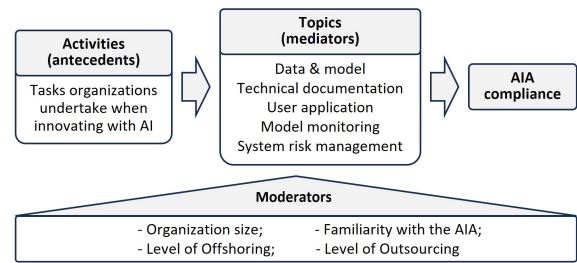 Activities
(antecedents)
Tasks organizations
undertake when
innovating with AI
Topics
(mediators)
Data & model
Technical documentation
User application
Model monitoring
System risk management
AIA
compliance
Moderators
- Organization size; - Familiarity with the AIA;
- Level of Offshoring; - Level of Outsourcing